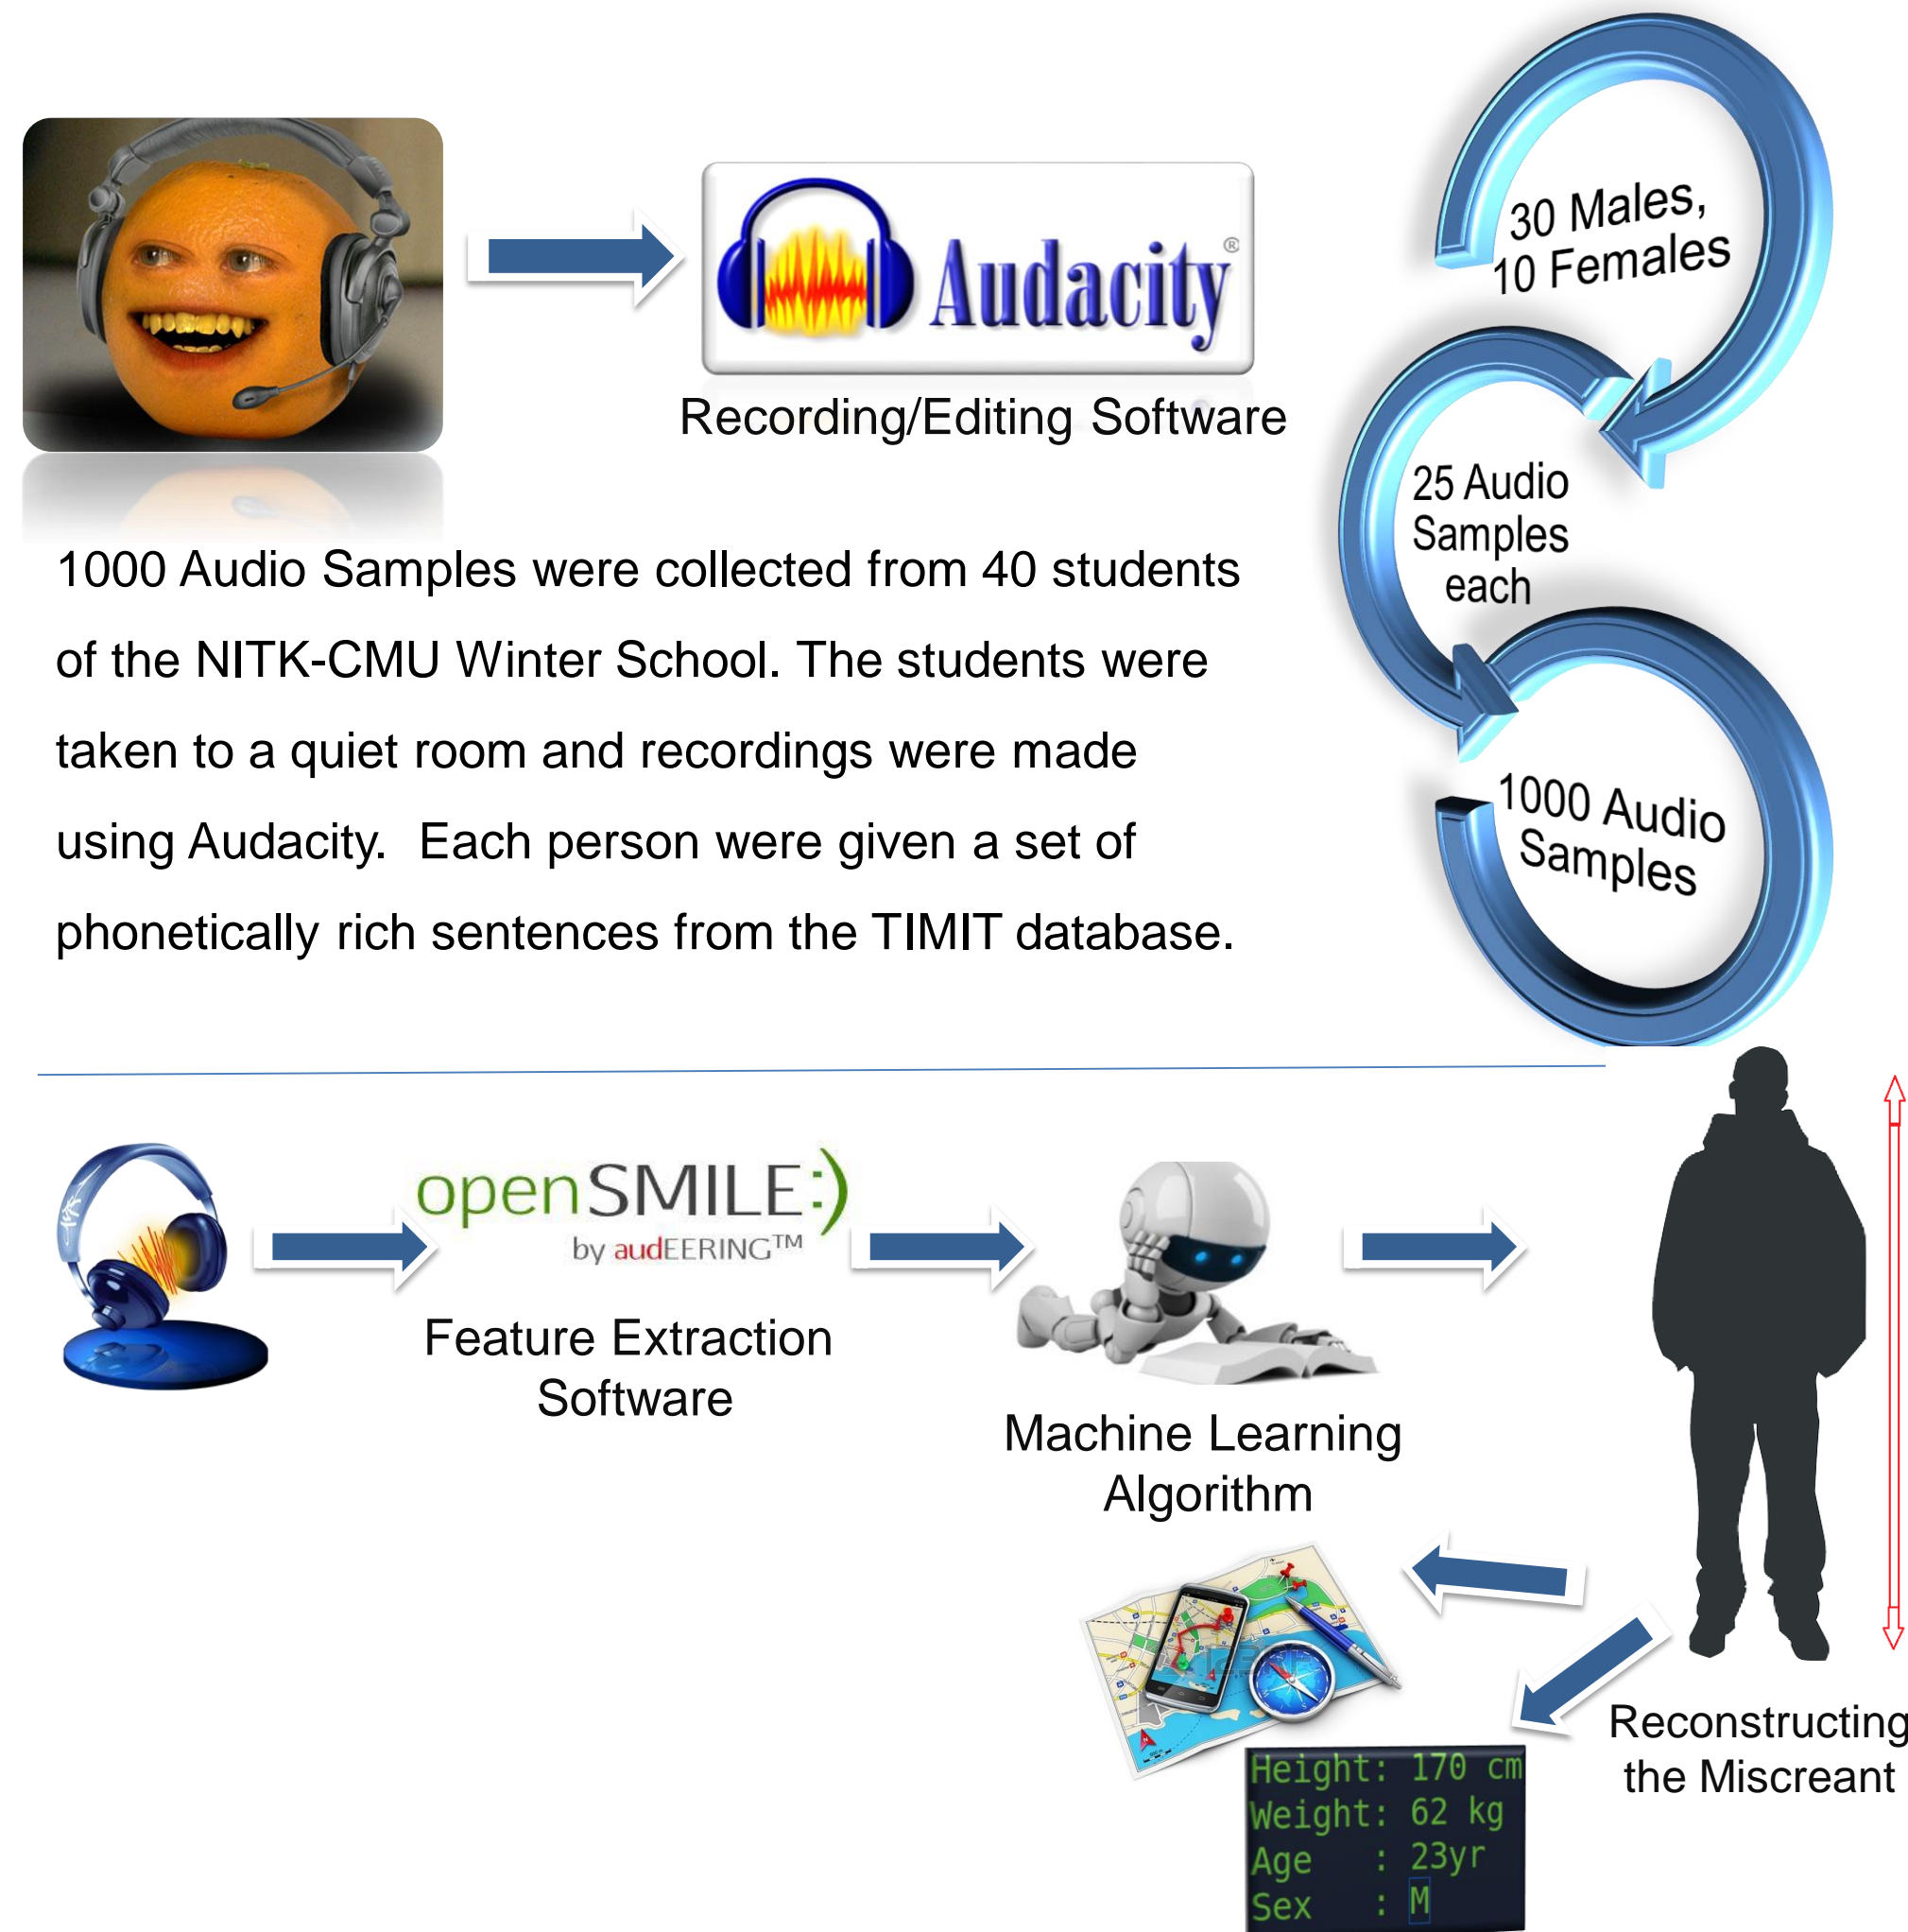 Audacity®
Recording/Editing Software
30 Males,
10 Females
25 Audio
Samples
each
1000 Audio
Samples
1000 Audio Samples were collected from 40 students
of the NITK-CMU Winter School. The students were
taken to a quiet room and recordings were made
using Audacity.  Each person were given a set of
phonetically rich sentences from the TIMIT database.
openSMILE:)
by audEERING™
Feature Extraction
Software
Machine Learning
Algorithm
Reconstructing
the Miscreant
Height: 170 cm
Weight: 62 kg
Age    : 23yr
Sex    : M